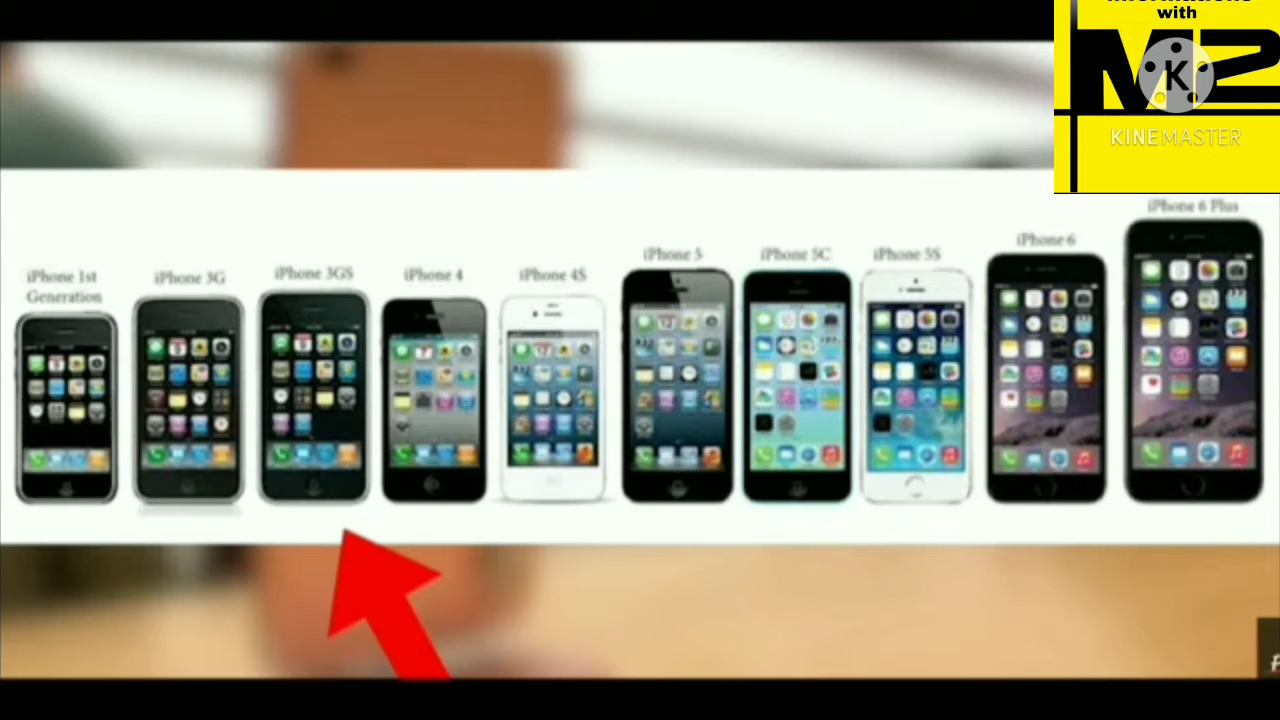 with
M2
K
KINEMASTER
iPhone 6 Plus
iPhone 6
iPhone 5
iPhone 5C
iPhone 5S
iPhone 1st
Generation
iPhone 3G
iPhone 3GS
iPhone 4
iPhone 4S